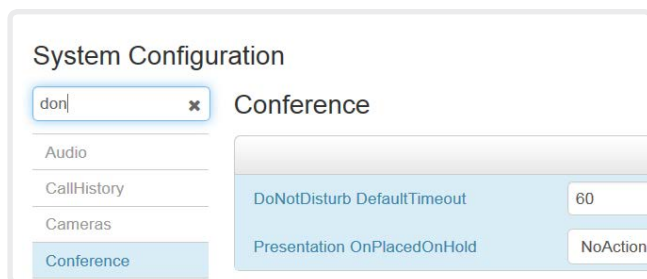 System Configuration
don
Conference
Audio
CallHistory
DoNotDisturb DefaultTimeout 60
Cameras
Presentation OnPlacedOnHold NoAction
Conference